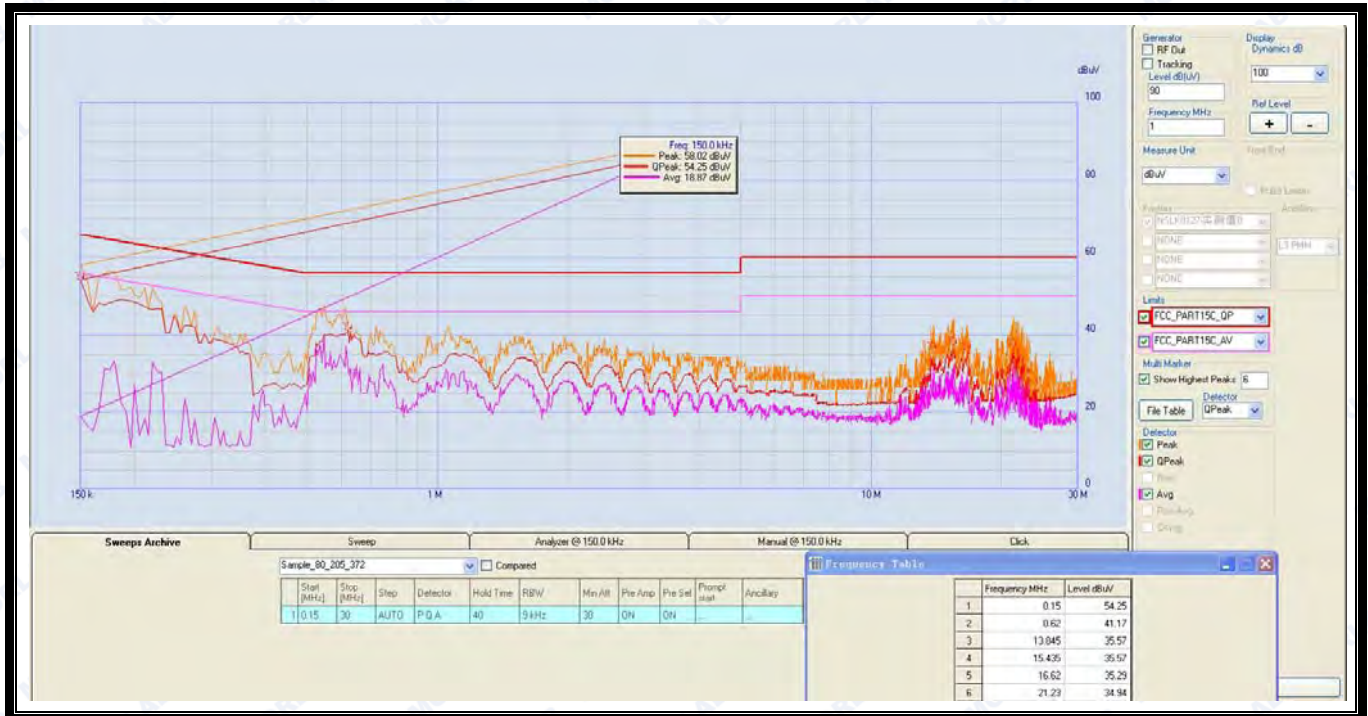 dBuV
100
80
60
40
20
0
150 k
1 M
10 M
30 M
Freq: 150.0 kHz
Peak: 58.02 dBuV
QPeak: 54.25 dBuV
Avg: 18.87 dBuV
Generator
RF Out
Tracking
Level dB(uV)
90
Frequency MHz
1
Display
Dynamics dB
100
Ref Level
+ -
Measure Unit
dBuV
NONE
NONE
NONE
Limits
FCC_PART15C_QP
FCC_PART15C_AV
Multi Marker
Show Highest Peaks 6
File Table
Detector
QPeak
Detector
Peak
QPeak
Avg
Sweeps Archive Sweep Analyzer @ 150.0 kHz Manual @ 150.0 kHz Click
Sample_80_205_372 Compared
Start [MHz] Stop [MHz] Step Detector Hold Time RBW Min Att Pre Amp Pre Sel Prompt start Ancillary
1 0.15 30 AUTO P Q A 40 9 kHz 30 ON ON ... ...
Frequency Table
Frequency MHz Level dBuV
1 0.15 54.25
2 0.62 41.17
3 13.845 35.57
4 15.435 35.57
5 16.62 35.29
6 21.23 34.94